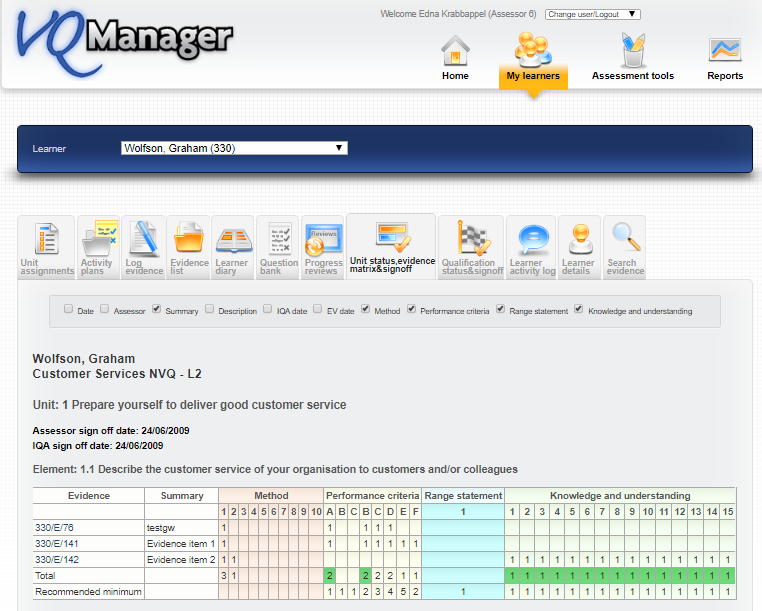 VQManager
Welcome Edna Krabbappel (Assessor 6) Change user/Logout
Home My learners Assessment tools Reports
Learner Wolfson, Graham (330)
Reviews
Unit assignments Activity plans Log evidence Evidence list Learner diary Question bank Progress reviews Unit status,evidence matrix&signoff Qualification status&signoff Learner activity log Learner details Search evidence
Date Assessor Summary Description IQA date EV date Method Performance criteria Range statement Knowledge and understanding
Wolfson, Graham
Customer Services NVQ - L2
Unit: 1 Prepare yourself to deliver good customer service
Assessor sign off date: 24/06/2009
IQA sign off date: 24/06/2009
Element: 1.1 Describe the customer service of your organisation to customers and/or colleagues
Evidence Summary Method Performance criteria Range statement Knowledge and understanding
1 2 3 4 5 6 7 8 9 10 A B C B C D E F 1 1 2 3 4 5 6 7 8 9 10 11 12 13 14 15
330/E/76 testgw 1 1 1 1 1
330/E/141 Evidence item 1 1 1 1 1 1 1 1
330/E/142 Evidence item 2 1 1 1 1 1 1 1 1 1 1 1 1 1 1 1 1 1
Total 3 1 2 2 2 2 1 1 1 1 1 1 1 1 1 1 1 1 1 1 1 1 1
Recommended minimum 1 1 1 2 3 4 5 2 1 1 1 1 1 1 1 1 1 1 1 1 1 1 1 1